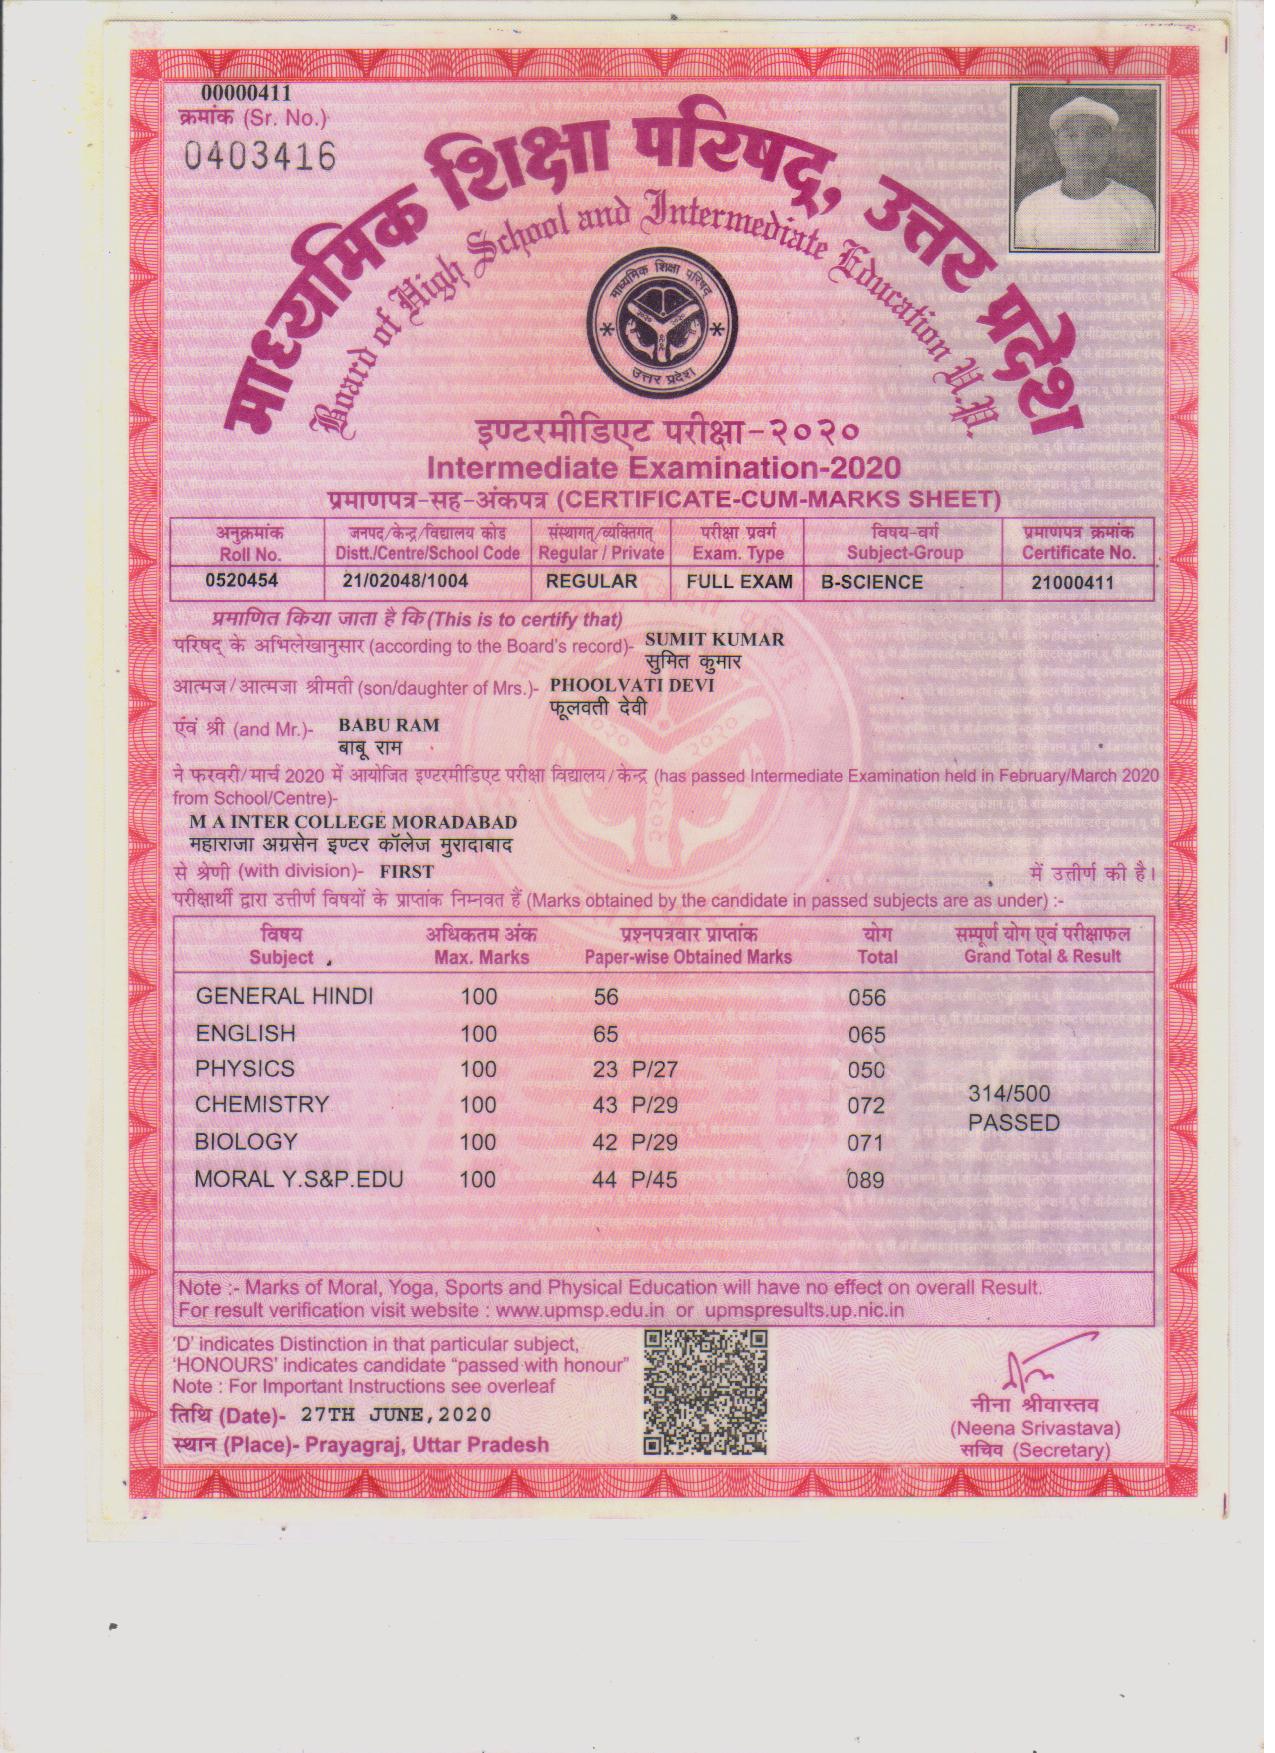 00000411
क्रमांक (Sr. No.)
0403416
माध्यमिक शिक्षा परिषद्, उत्तर प्रदेश
Board of High School and Intermediate Education U.P.
माध्यमिक शिक्षा परिषद्
उत्तर प्रदेश
इण्टरमीडिएट परीक्षा-२०२०
Intermediate Examination-2020
प्रमाणपत्र-सह-अंकपत्र (CERTIFICATE-CUM-MARKS SHEET)
अनुक्रमांक जनपद/केन्द्र/विद्यालय कोड संस्थागत्/व्यक्तिगत् परीक्षा प्रवर्ग विषय-वर्ग प्रमाणपत्र क्रमांक
Roll No. Distt./Centre/School Code Regular / Private Exam. Type Subject-Group Certificate No.
0520454 21/02048/1004 REGULAR FULL EXAM B-SCIENCE 21000411
प्रमाणित किया जाता है कि (This is to certify that)
परिषद् के अभिलेखानुसार (according to the Board's record)- SUMIT KUMAR
सुमित कुमार
आत्मज/आत्मजा श्रीमती (son/daughter of Mrs.)- PHOOLVATI DEVI
फूलवती देवी
एवं श्री (and Mr.)- BABU RAM
बाबू राम
ने फरवरी/मार्च 2020 में आयोजित इण्टरमीडिएट परीक्षा विद्यालय/केन्द्र (has passed Intermediate Examination held in February/March 2020
from School/Centre)-
M A INTER COLLEGE MORADABAD
महाराजा अग्रसेन इण्टर कॉलेज मुरादाबाद
से श्रेणी (with division)- FIRST में उत्तीर्ण की है।
परीक्षार्थी द्वारा उत्तीर्ण विषयों के प्राप्तांक निम्नवत हैं (Marks obtained by the candidate in passed subjects are as under) :-
विषय अधिकतम अंक प्रश्नपत्रवार प्राप्तांक योग सम्पूर्ण योग एवं परीक्षाफल
Subject Max. Marks Paper-wise Obtained Marks Total Grand Total & Result
GENERAL HINDI 100 56 056
ENGLISH 100 65 065
PHYSICS 100 23 P/27 050
314/500
CHEMISTRY 100 43 P/29 072
PASSED
BIOLOGY 100 42 P/29 071
MORAL Y.S&P.EDU 100 44 P/45 089
Note :- Marks of Moral, Yoga, Sports and Physical Education will have no effect on overall Result.
For result verification visit website : www.upmsp.edu.in or upmspresults.up.nic.in
'D' indicates Distinction in that particular subject,
'HONOURS' indicates candidate "passed with honour"
Note : For Important Instructions see overleaf
तिथि (Date)- 27TH JUNE,2020
स्थान (Place)- Prayagraj, Uttar Pradesh
नीना श्रीवास्तव
(Neena Srivastava)
सचिव (Secretary)